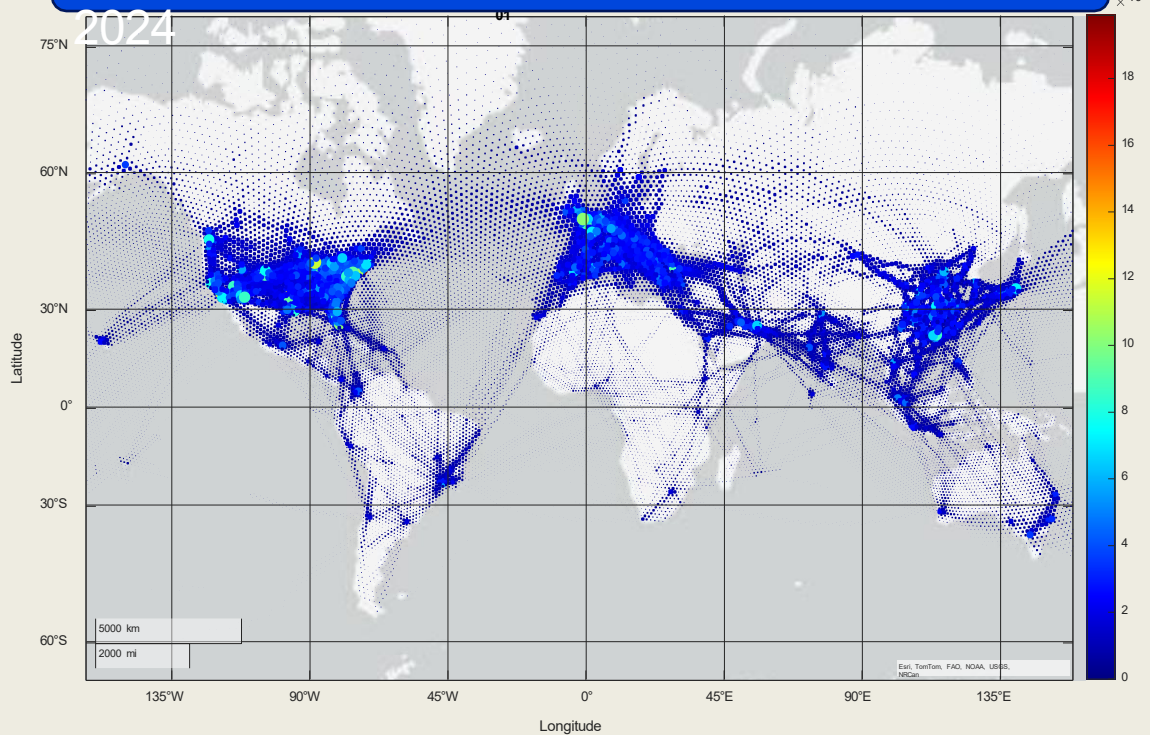 2024
01
75°N
60°N
30°N
0°
30°S
60°S
Latitude
135°W
90°W
45°W
0°
45°E
90°E
135°E
Longitude
5000 km
2000 mi
Esri, TomTom, FAO, NOAA, USGS,
NRCan
×
18
16
14
12
10
8
6
4
2
0